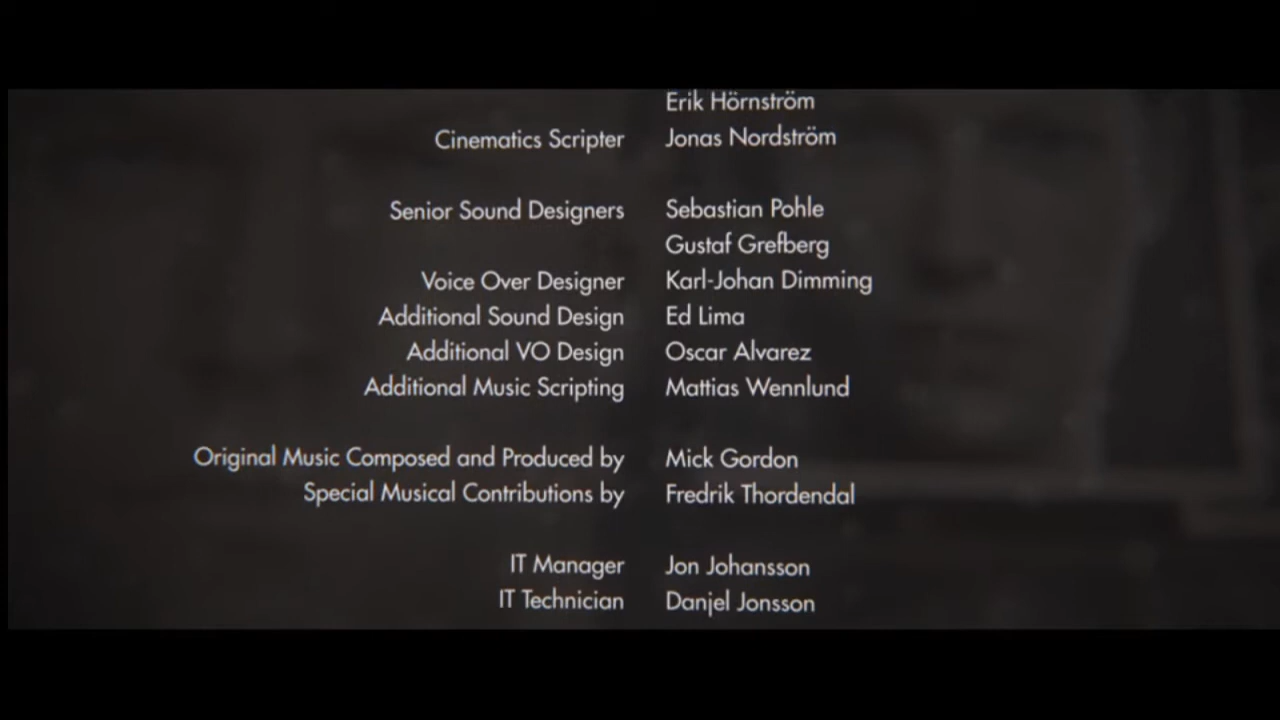 Erik Hörnström
Cinematics Scripter Jonas Nordström
Senior Sound Designers Sebastian Pohle
Gustaf Grefberg
Voice Over Designer Karl-Johan Dimming
Additional Sound Design Ed Lima
Additional VO Design Oscar Alvarez
Additional Music Scripting Mattias Wennlund
Original Music Composed and Produced by Mick Gordon
Special Musical Contributions by Fredrik Thordendal
IT Manager Jon Johansson
IT Technician Danjel Jonsson